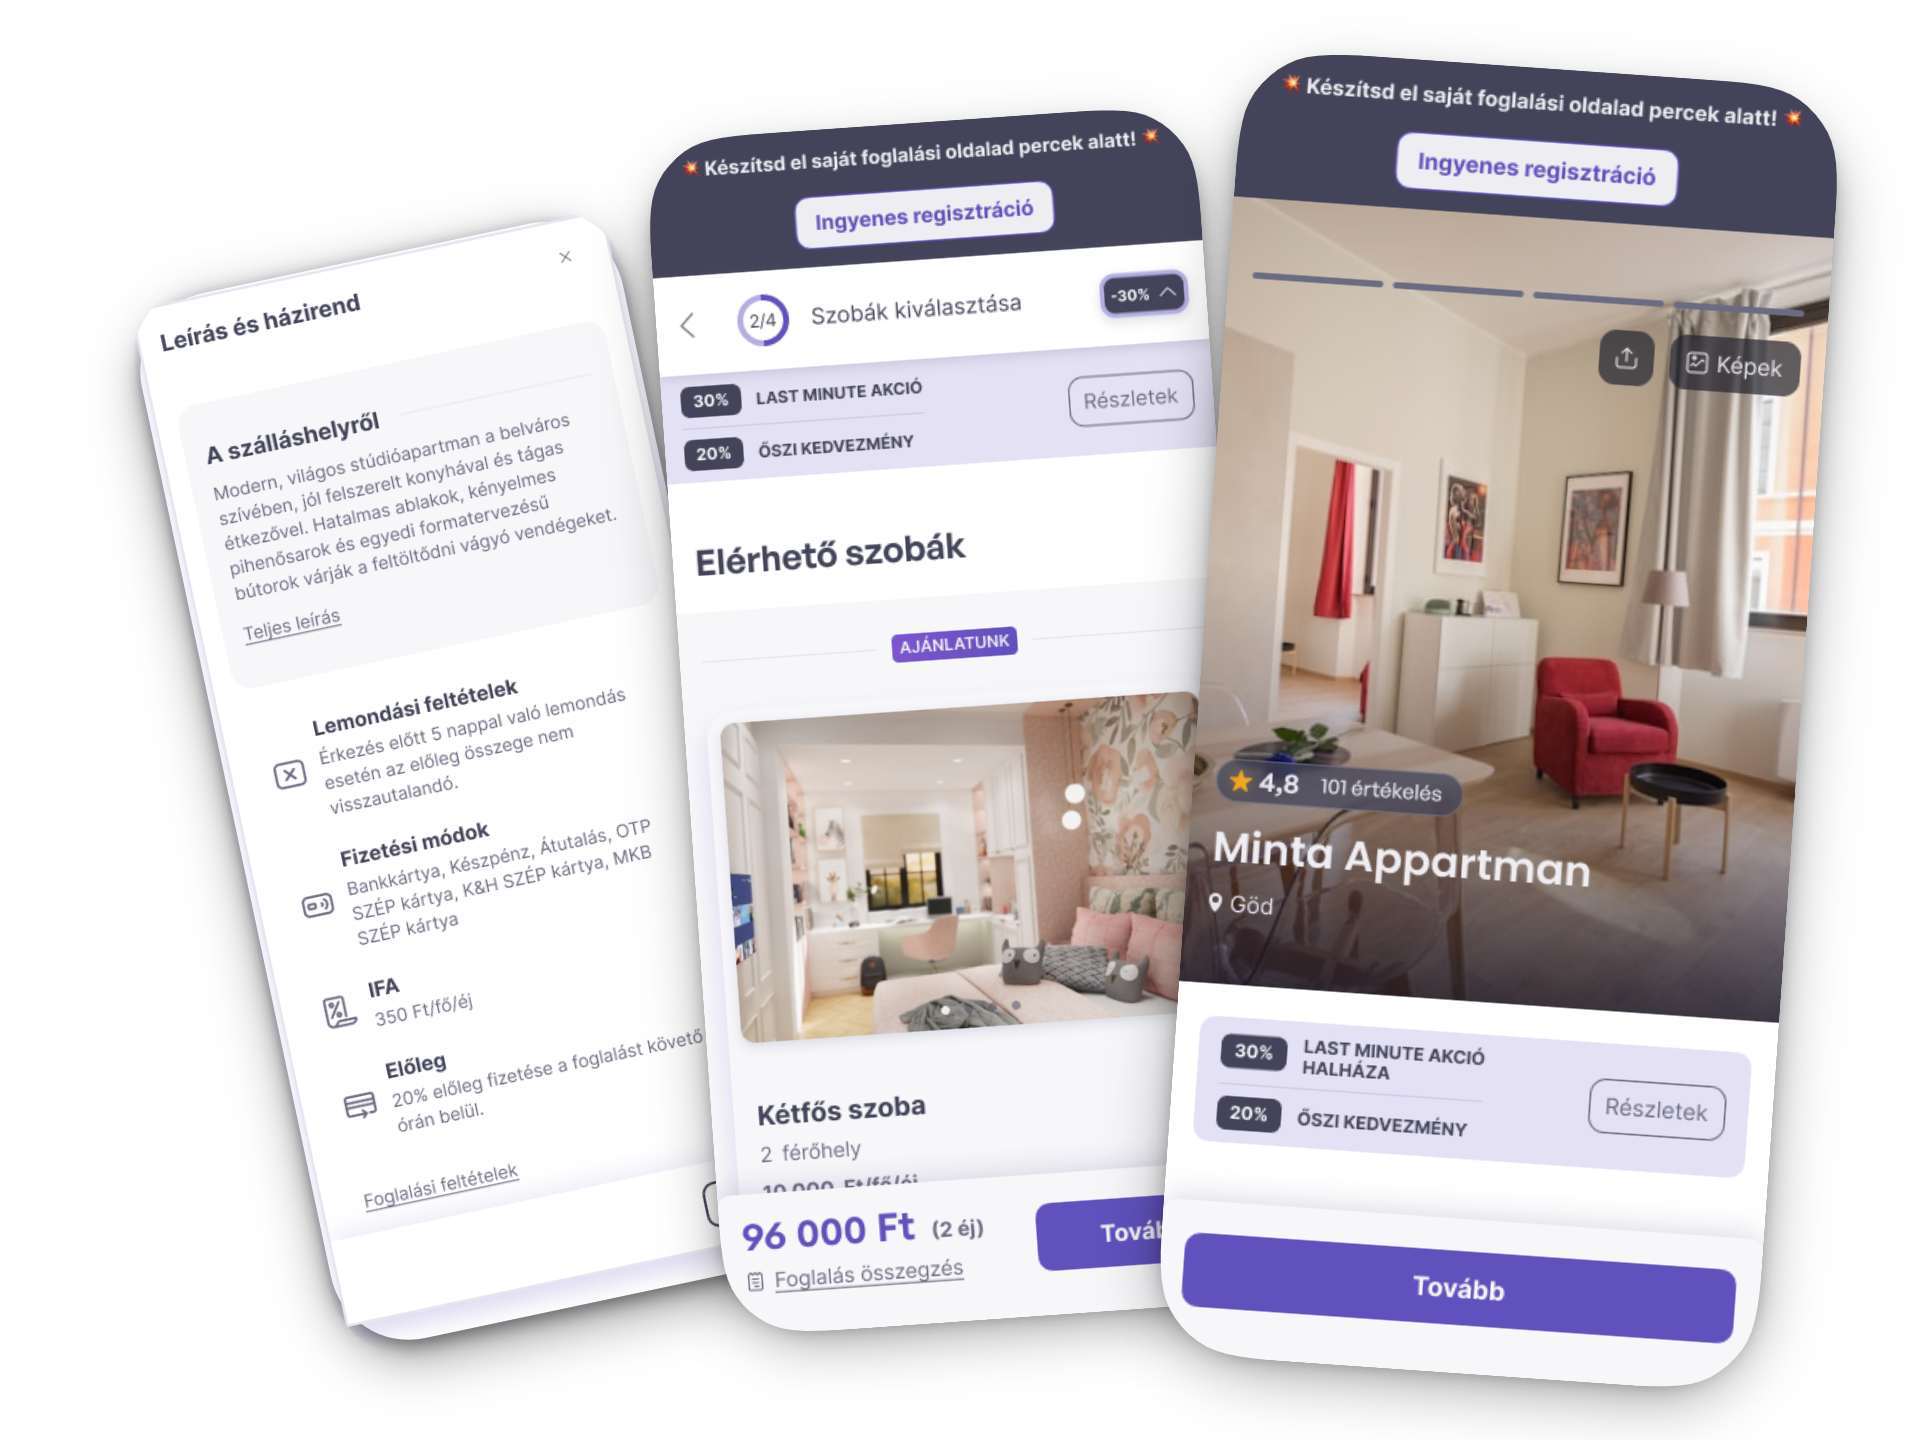 Leírás és házirend
A szálláshelyről
Modern, világos stúdióapartman a belváros
szívében, jól felszerelt konyhával és tágas
étkezővel. Hatalmas ablakok, kényelmes
pihenősarok és egyedi formatervezésű
bútorok várják a feltöltődni vágyó vendégeket.
Teljes leírás
Lemondási feltételek
Érkezés előtt 5 nappal való lemondás
esetén az előleg összege nem
visszautalandó.
Fizetési módok
Bankkártya, Készpénz, Átutalás, OTP
SZÉP kártya, K&H SZÉP kártya, MKB
SZÉP kártya
IFA
350 Ft/fő/éj
Előleg
20% előleg fizetése a foglalást követő
órán belül.
Foglalási feltételek
💥 Készítsd el saját foglalási oldalad percek alatt! 💥
Ingyenes regisztráció
2/4 Szobák kiválasztása -30%
30% LAST MINUTE AKCIÓ
20% ŐSZI KEDVEZMÉNY
Részletek
Elérhető szobák
AJÁNLATUNK
Kétfős szoba
2 férőhely
10 000 Ft/fő/éj
96 000 Ft (2 éj)
Foglalás összegzés
Továb
💥 Készítsd el saját foglalási oldalad percek alatt! 💥
Ingyenes regisztráció
Képek
4,8 101 értékelés
Minta Appartman
Göd
30% LAST MINUTE AKCIÓ
HALHÁZA
20% ŐSZI KEDVEZMÉNY
Részletek
Tovább